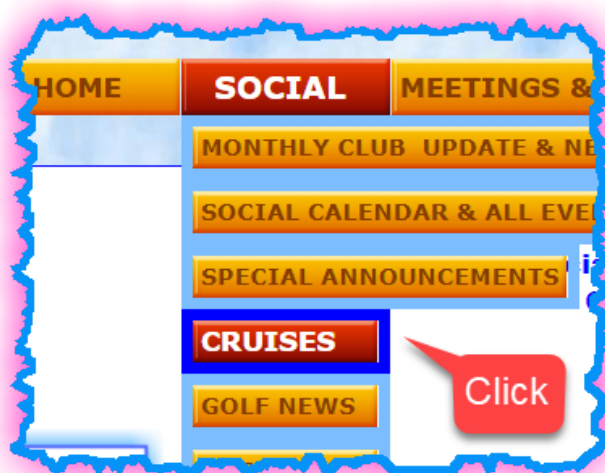 HOME SOCIAL MEETINGS &
MONTHLY CLUB UPDATE & NE
SOCIAL CALENDAR & ALL EVE
SPECIAL ANNOUNCEMENTS
CRUISES
Click
GOLF NEWS